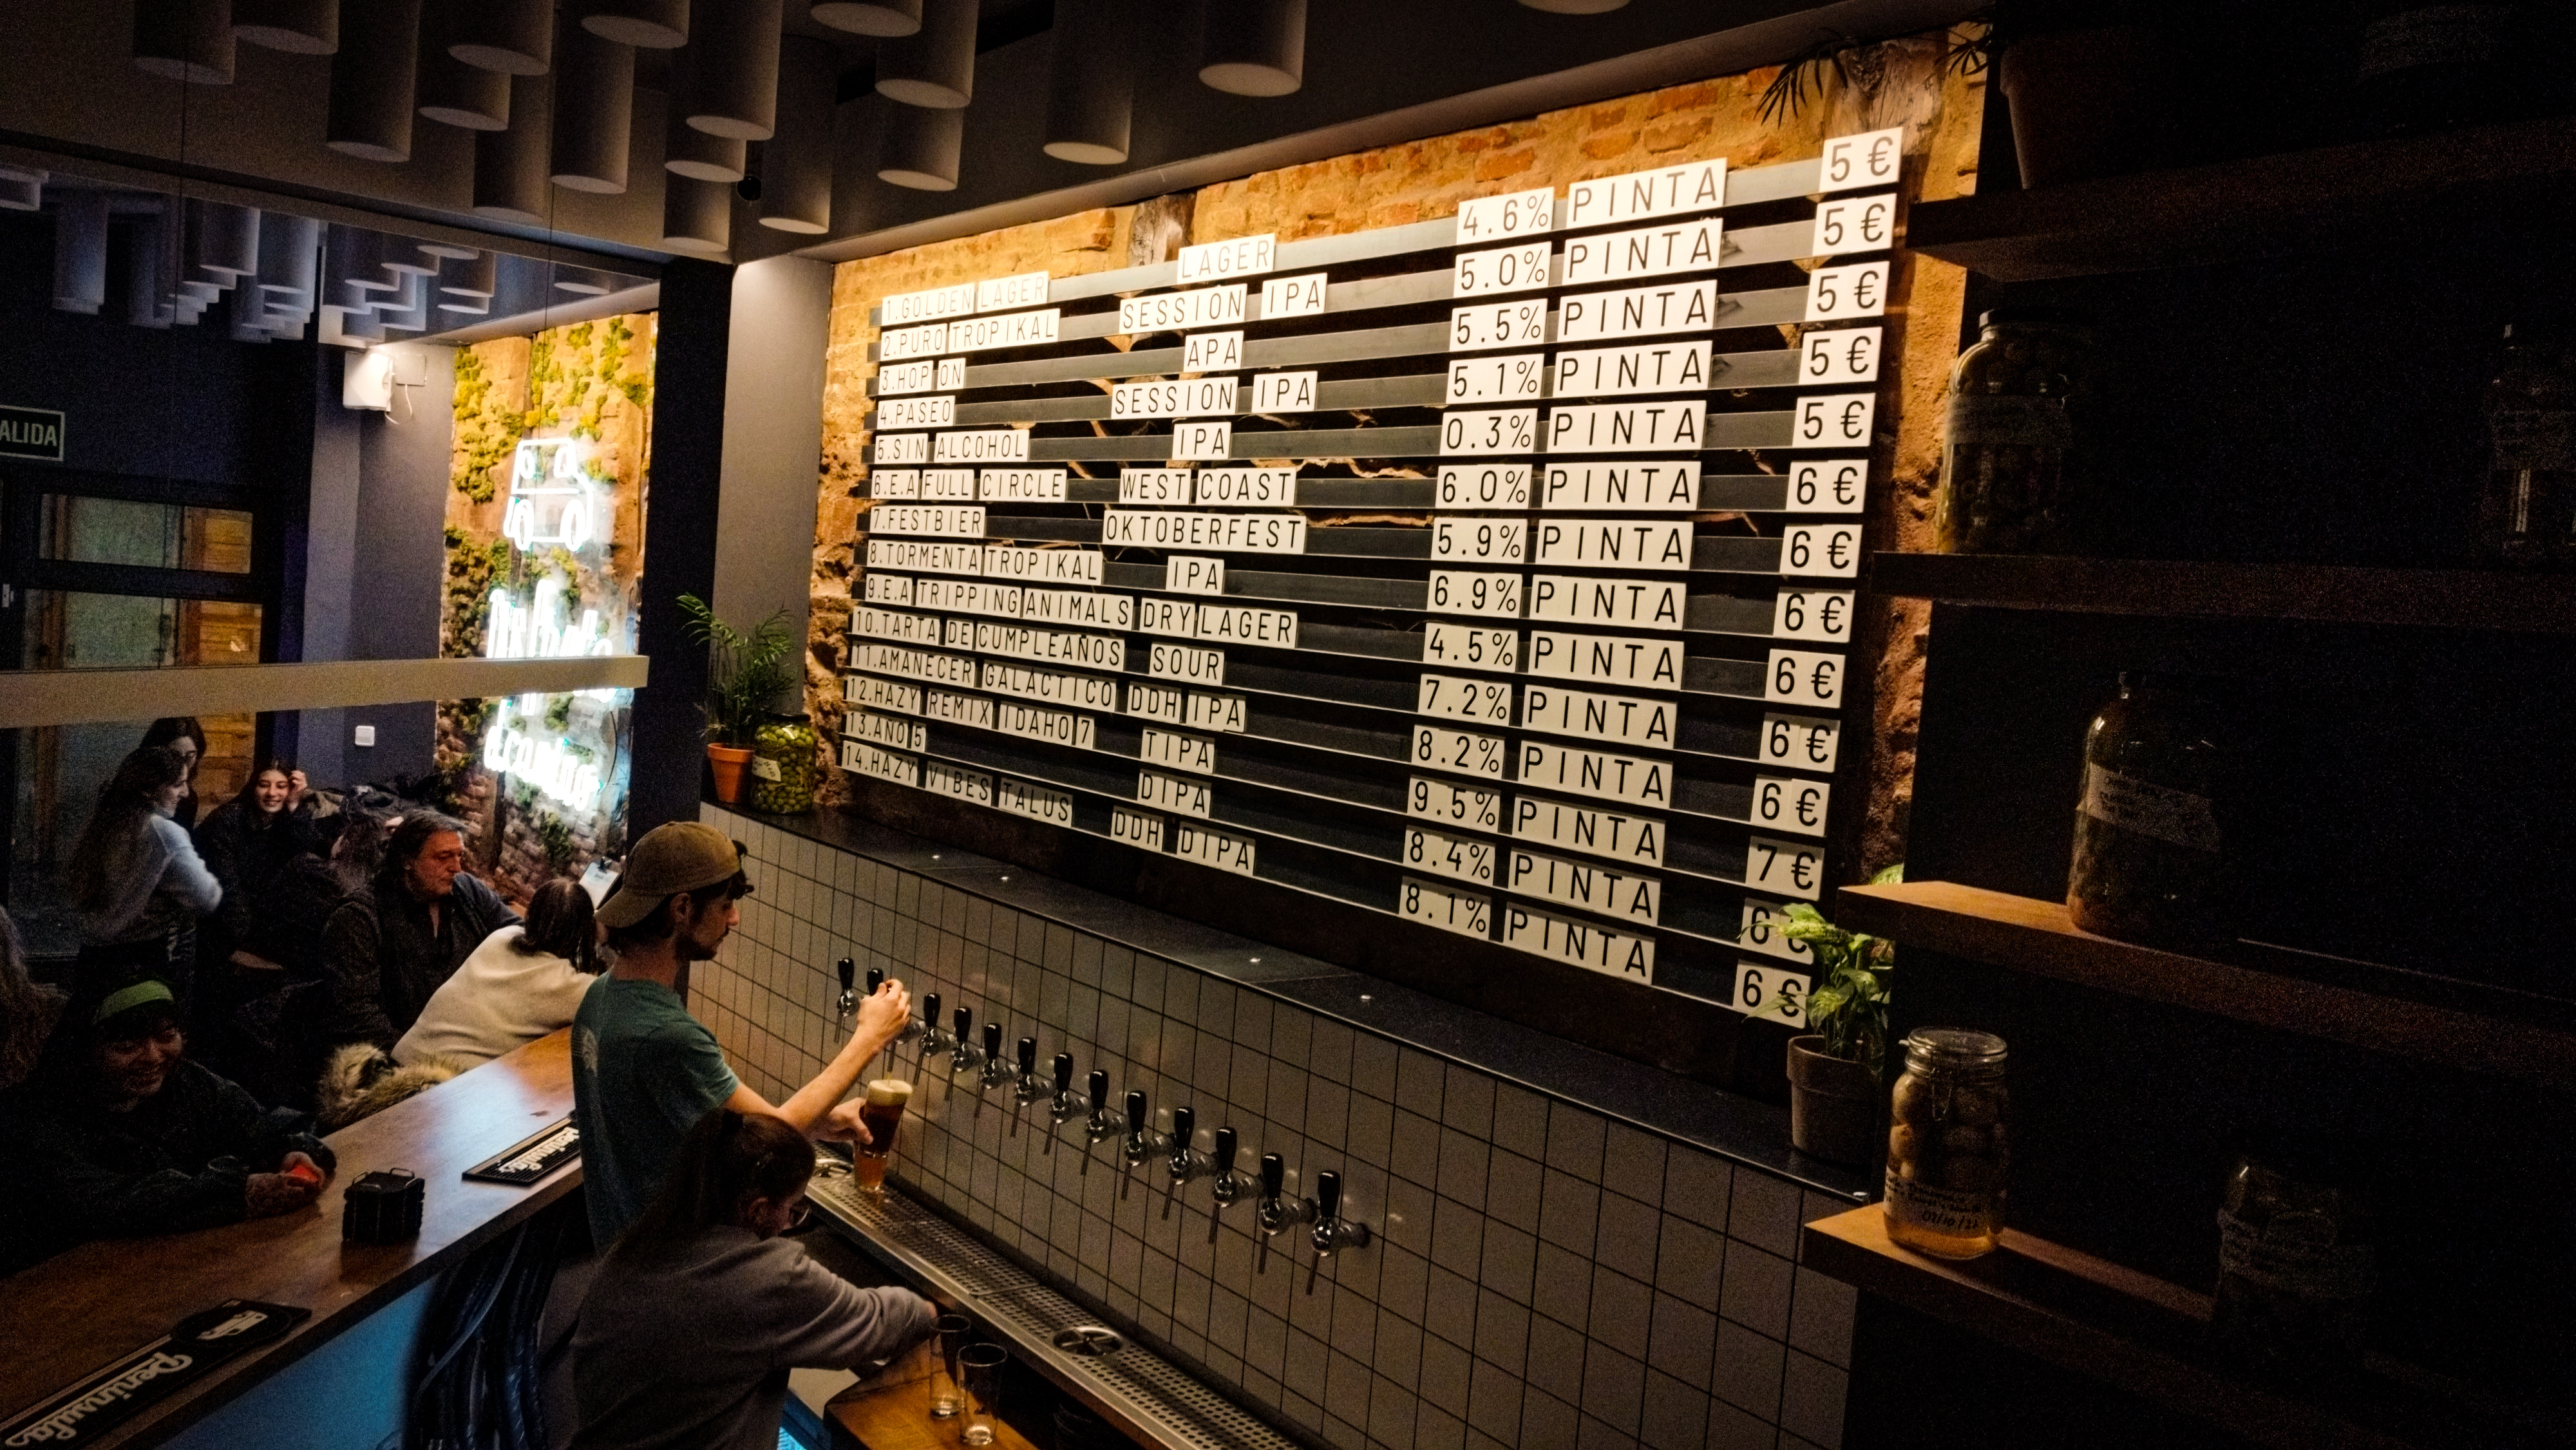 ALIDA
1.GOLDEN LAGER LAGER 4.6% PINTA 5 €
2.PURO TROPIKAL SESSION IPA 5.0% PINTA 5 €
3.HOP ON APA 5.5% PINTA 5 €
4.PASEO SESSION IPA 5.1% PINTA 5 €
5.SIN ALCOHOL IPA 0.3% PINTA 5 €
6.E.A FULL CIRCLE WEST COAST 6.0% PINTA 6 €
7.FESTBIER OKTOBERFEST 5.9% PINTA 6 €
8.TORMENTA TROPIKAL IPA 6.9% PINTA 6 €
9.E.A TRIPPING ANIMALS DRY LAGER 4.5% PINTA 6 €
10.TARTA DE CUMPLEAÑOS SOUR 7.2% PINTA 6 €
11.AMANECER GALACTICO DDH IPA 8.2% PINTA 6 €
12.HAZY REMIX IDAHO 7 TIPA 9.5% PINTA 7 €
13.AÑO 5 DIPA 8.4% PINTA 6 €
14.HAZY VIBES TALUS DDH DIPA 8.1% PINTA 6 €
Península
Península